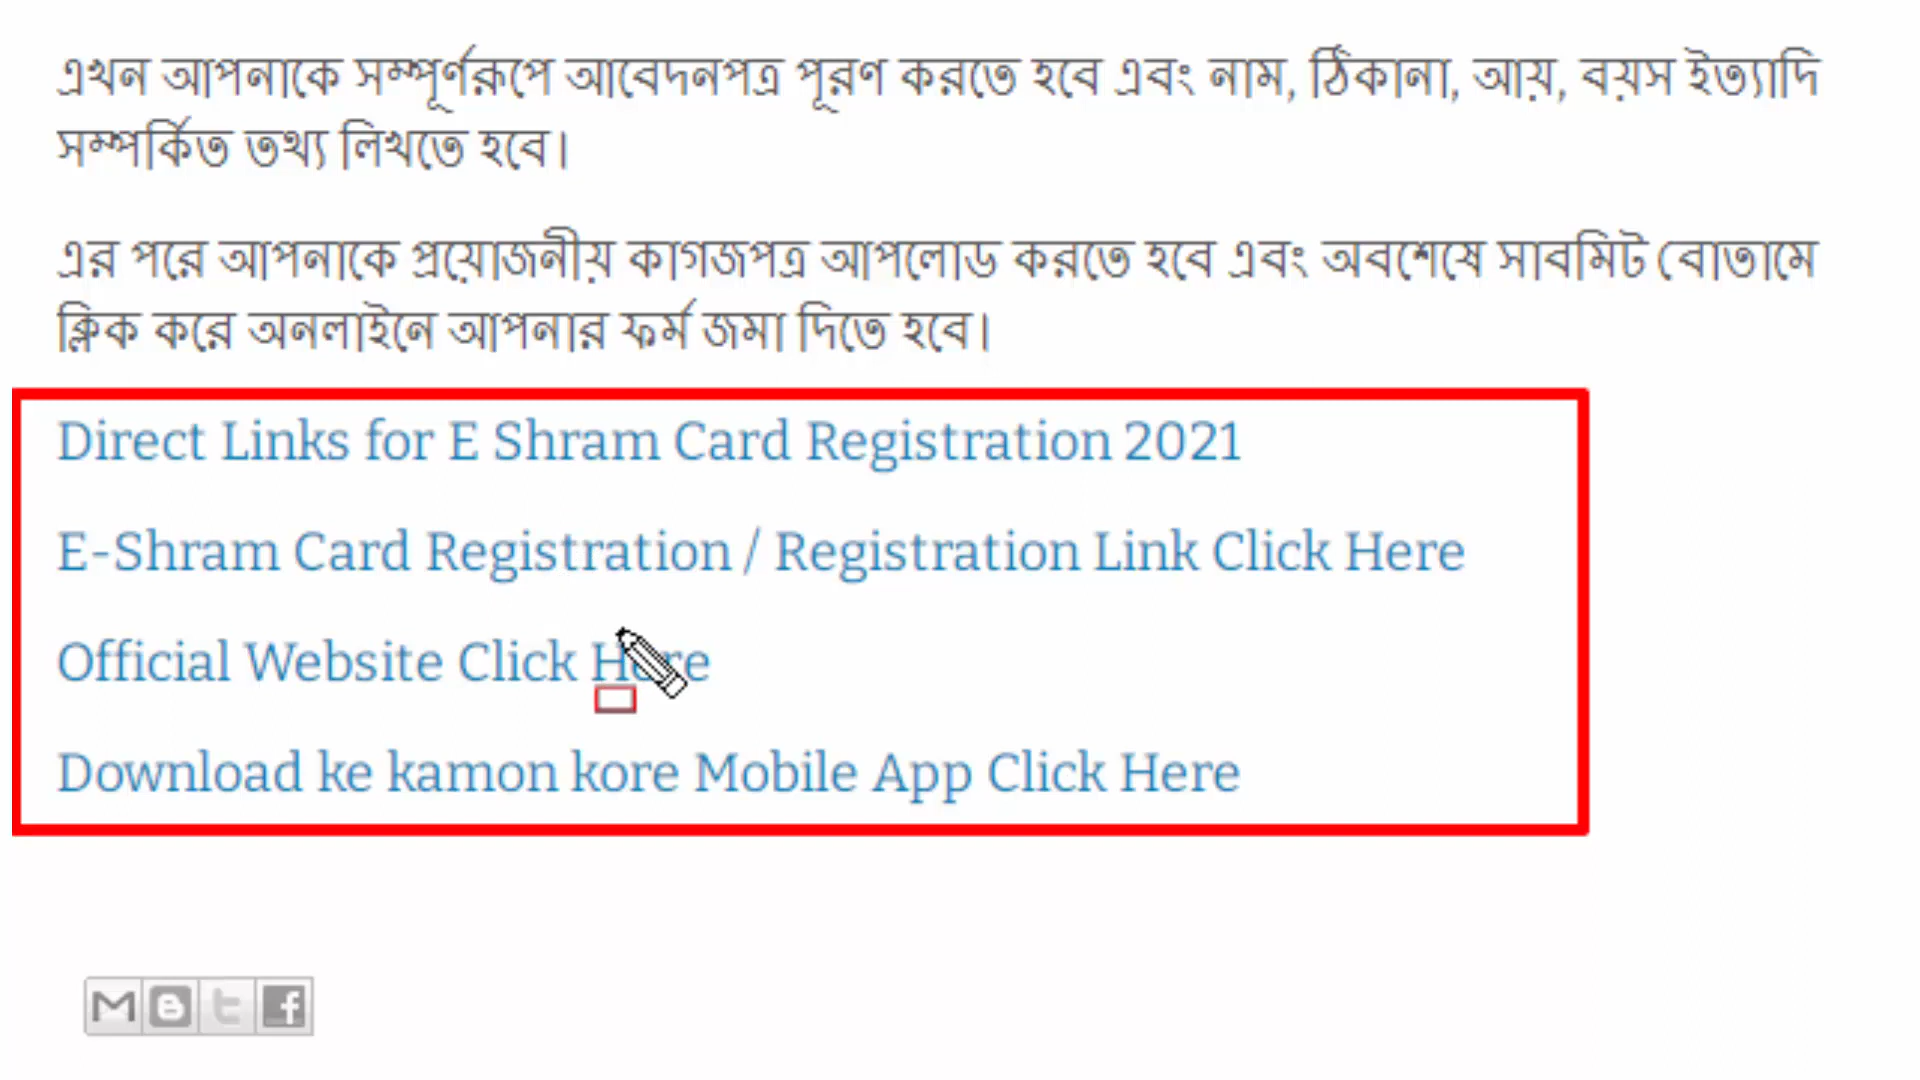 এখন আপনাকে সম্পূর্ণরূপে আবেদনপত্র পূরণ করতে হবে এবং নাম, ঠিকানা, আয়, বয়স ইত্যাদি
সম্পর্কিত তথ্য লিখতে হবে।
এর পরে আপনাকে প্রয়োজনীয় কাগজপত্র আপলোড করতে হবে এবং অবশেষে সাবমিট বোতামে
ক্লিক করে অনলাইনে আপনার ফর্ম জমা দিতে হবে।
Direct Links for E Shram Card Registration 2021
E-Shram Card Registration / Registration Link Click Here
Official Website Click Here
Download ke kamon kore Mobile App Click Here